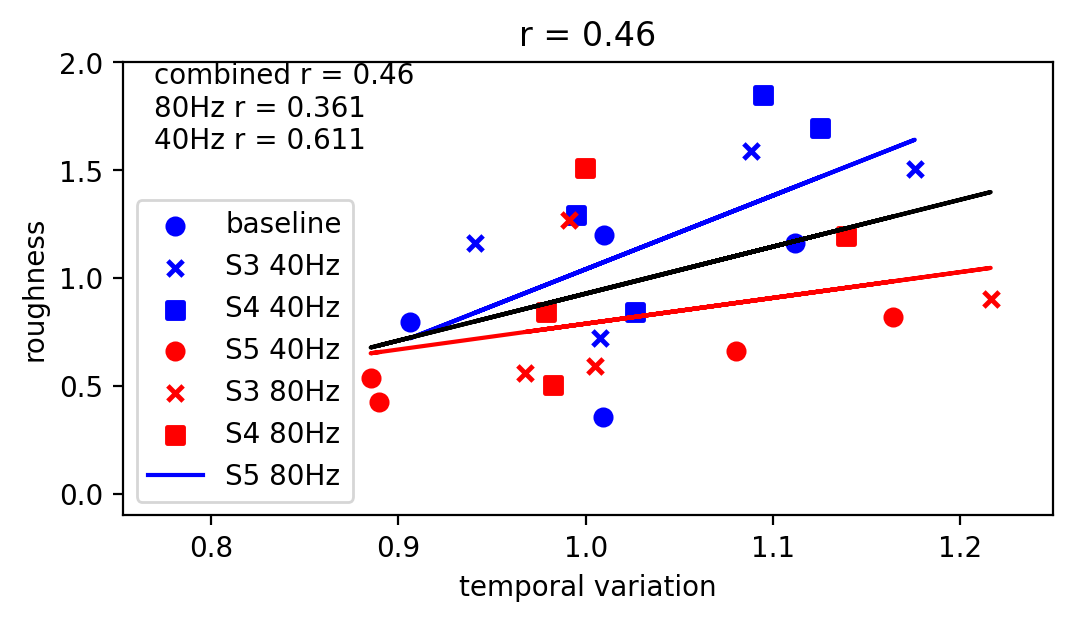 r = 0.46
combined r = 0.46
80Hz r = 0.361
40Hz r = 0.611
baseline
S3 40Hz
S4 40Hz
S5 40Hz
S3 80Hz
S4 80Hz
S5 80Hz
2.0
1.5
1.0
0.5
0.0
roughness
0.8 0.9 1.0 1.1 1.2
temporal variation